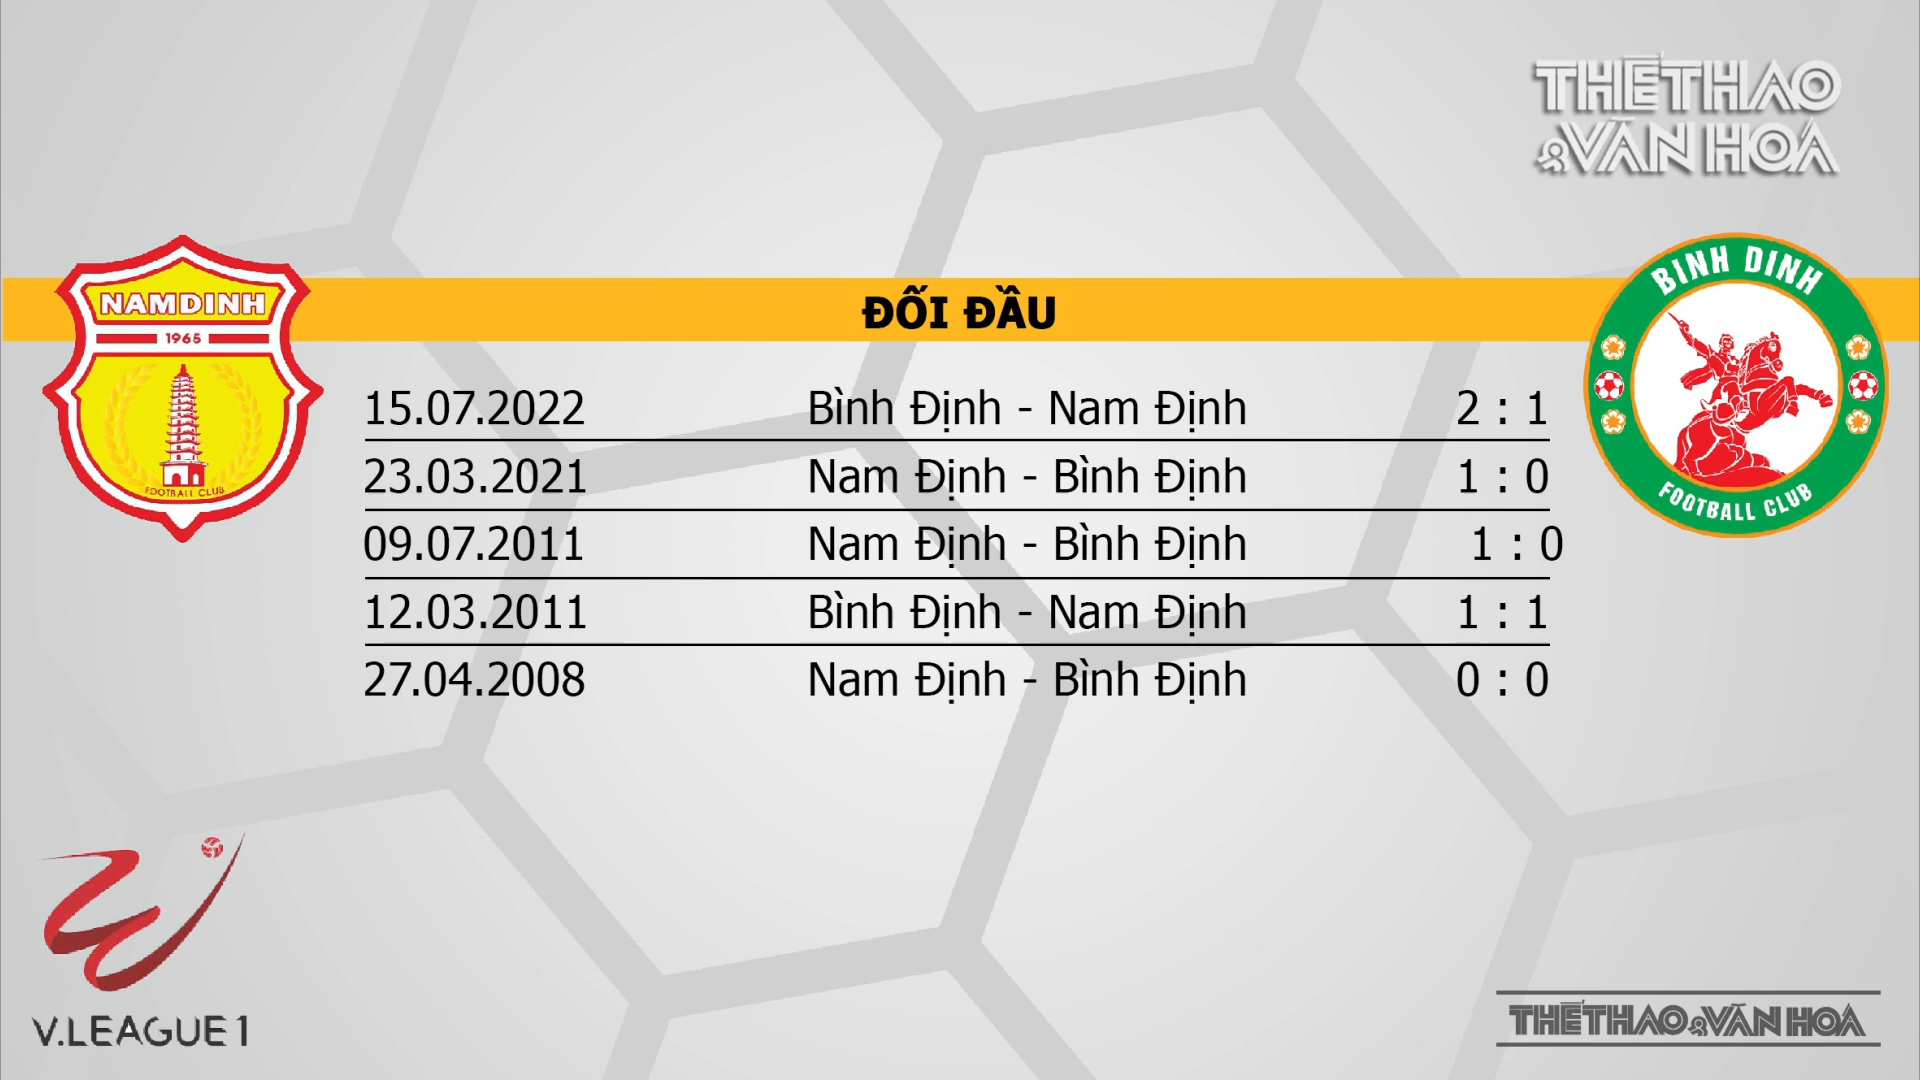 THỂTHAO
&VĂN HOÁ
NAMDINH
1965
FOOTBALL CLUB
ĐỐI ĐẦU
BINH DINH
FOOTBALL CLUB
15.07.2022 Bình Định - Nam Định 2 : 1
23.03.2021 Nam Định - Bình Định 1 : 0
09.07.2011 Nam Định - Bình Định 1 : 0
12.03.2011 Bình Định - Nam Định 1 : 1
27.04.2008 Nam Định - Bình Định 0 : 0
V.LEAGUE 1
THỂTHAO&VĂN HOÁ